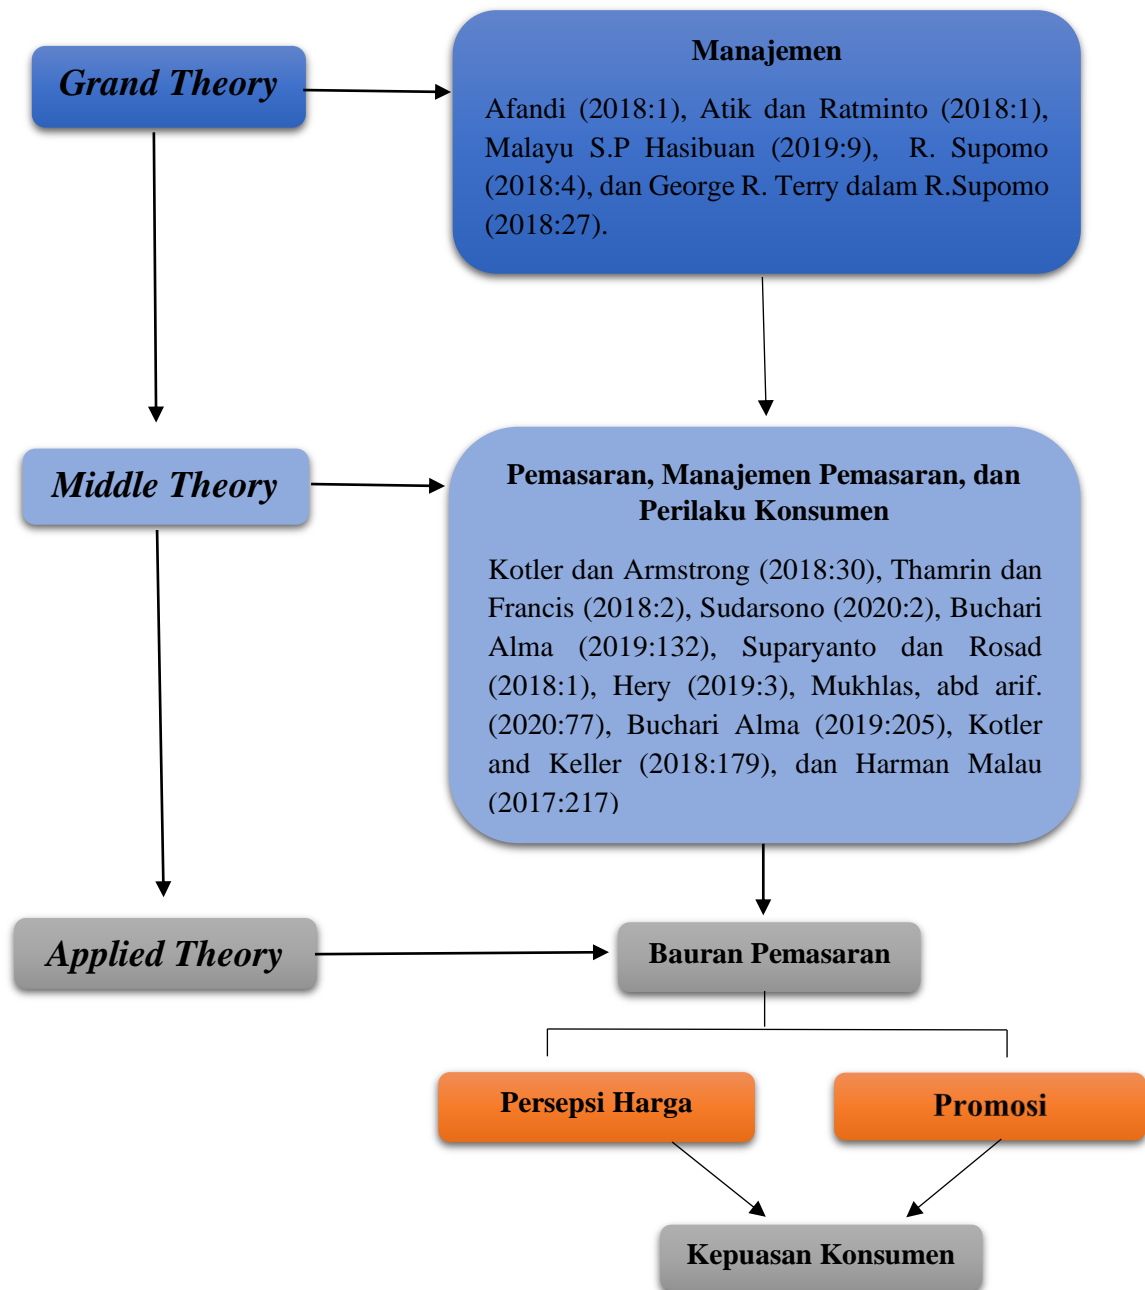 Grand Theory
Manajemen
Afandi (2018:1), Atik dan Ratminto (2018:1),
Malayu S.P Hasibuan (2019:9), R. Supomo
(2018:4), dan George R. Terry dalam R.Supomo
(2018:27).
Middle Theory
Pemasaran, Manajemen Pemasaran, dan
Perilaku Konsumen
Kotler dan Armstrong (2018:30), Thamrin dan
Francis (2018:2), Sudarsono (2020:2), Buchari
Alma (2019:132), Suparyanto dan Rosad
(2018:1), Hery (2019:3), Mukhlas, abd arif.
(2020:77), Buchari Alma (2019:205), Kotler
and Keller (2018:179), dan Harman Malau
(2017:217)
Applied Theory
Bauran Pemasaran
Persepsi Harga
Promosi
Kepuasan Konsumen